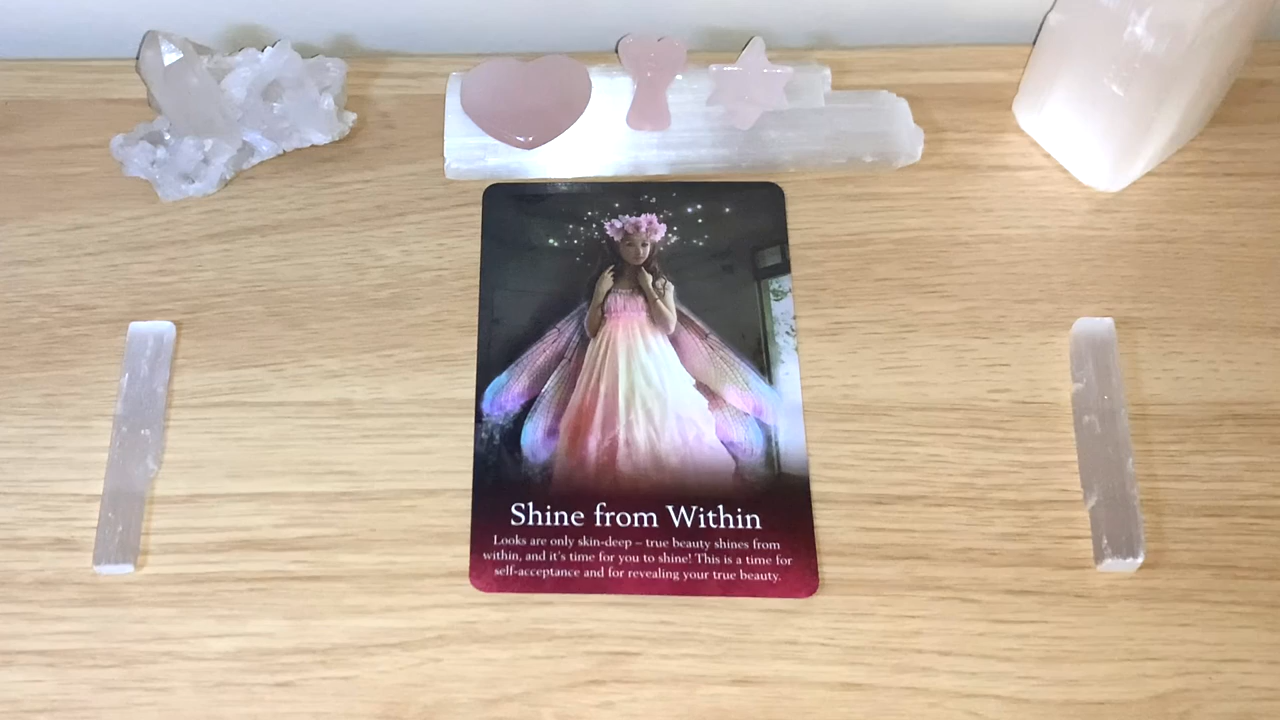 Shine from Within
Looks are only skin-deep – true beauty shines from
within, and it's time for you to shine! This is a time for
self-acceptance and for revealing your true beauty.